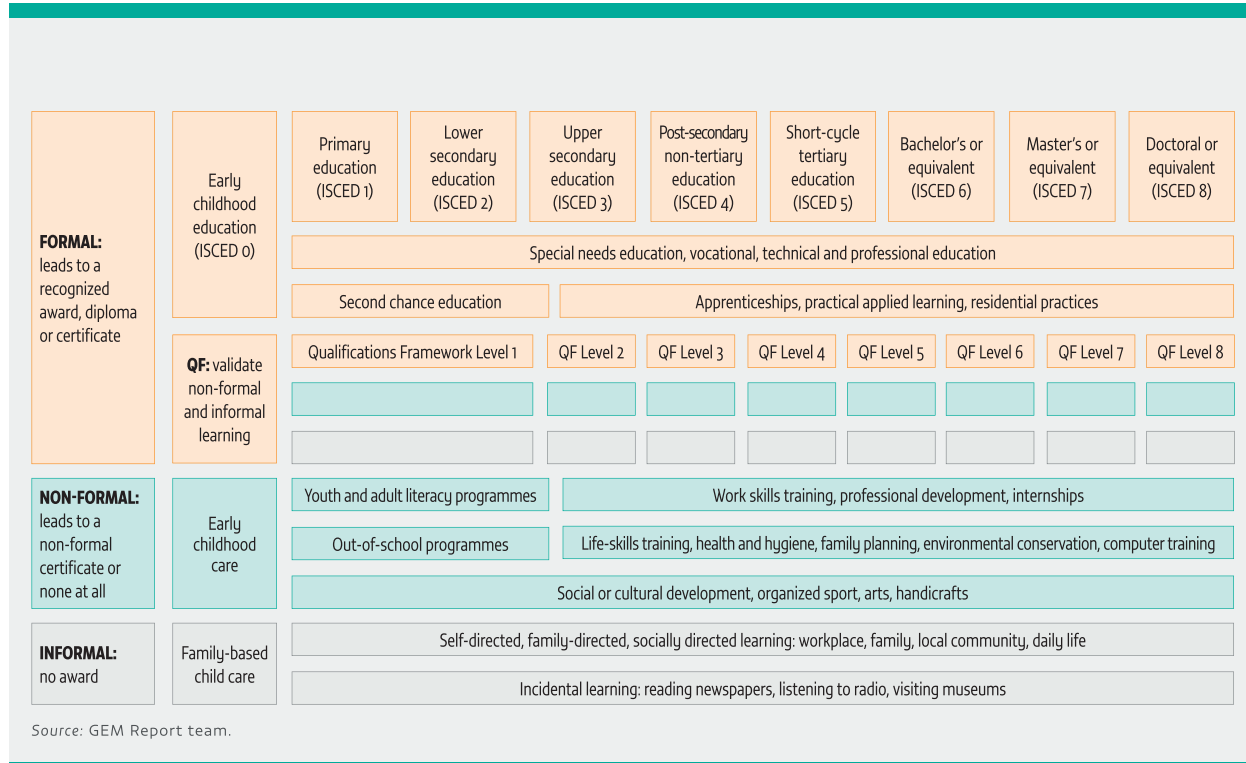 FORMAL:
leads to a
recognized
award, diploma
or certificate
Early
childhood
education
(ISCED 0)
Primary
education
(ISCED 1)
Lower
secondary
education
(ISCED 2)
Upper
secondary
education
(ISCED 3)
Post-secondary
non-tertiary
education
(ISCED 4)
Short-cycle
tertiary
education
(ISCED 5)
Bachelor's or
equivalent
(ISCED 6)
Master's or
equivalent
(ISCED 7)
Doctoral or
equivalent
(ISCED 8)
Special needs education, vocational, technical and professional education
Second chance education
Apprenticeships, practical applied learning, residential practices
QF: validate
non-formal
and informal
learning
Qualifications Framework Level 1
QF Level 2
QF Level 3
QF Level 4
QF Level 5
QF Level 6
QF Level 7
QF Level 8
NON-FORMAL:
leads to a
non-formal
certificate or
none at all
Early
childhood
care
Youth and adult literacy programmes
Work skills training, professional development, internships
Out-of-school programmes
Life-skills training, health and hygiene, family planning, environmental conservation, computer training
Social or cultural development, organized sport, arts, handicrafts
INFORMAL:
no award
Family-based
child care
Self-directed, family-directed, socially directed learning: workplace, family, local community, daily life
Incidental learning: reading newspapers, listening to radio, visiting museums
Source: GEM Report team.